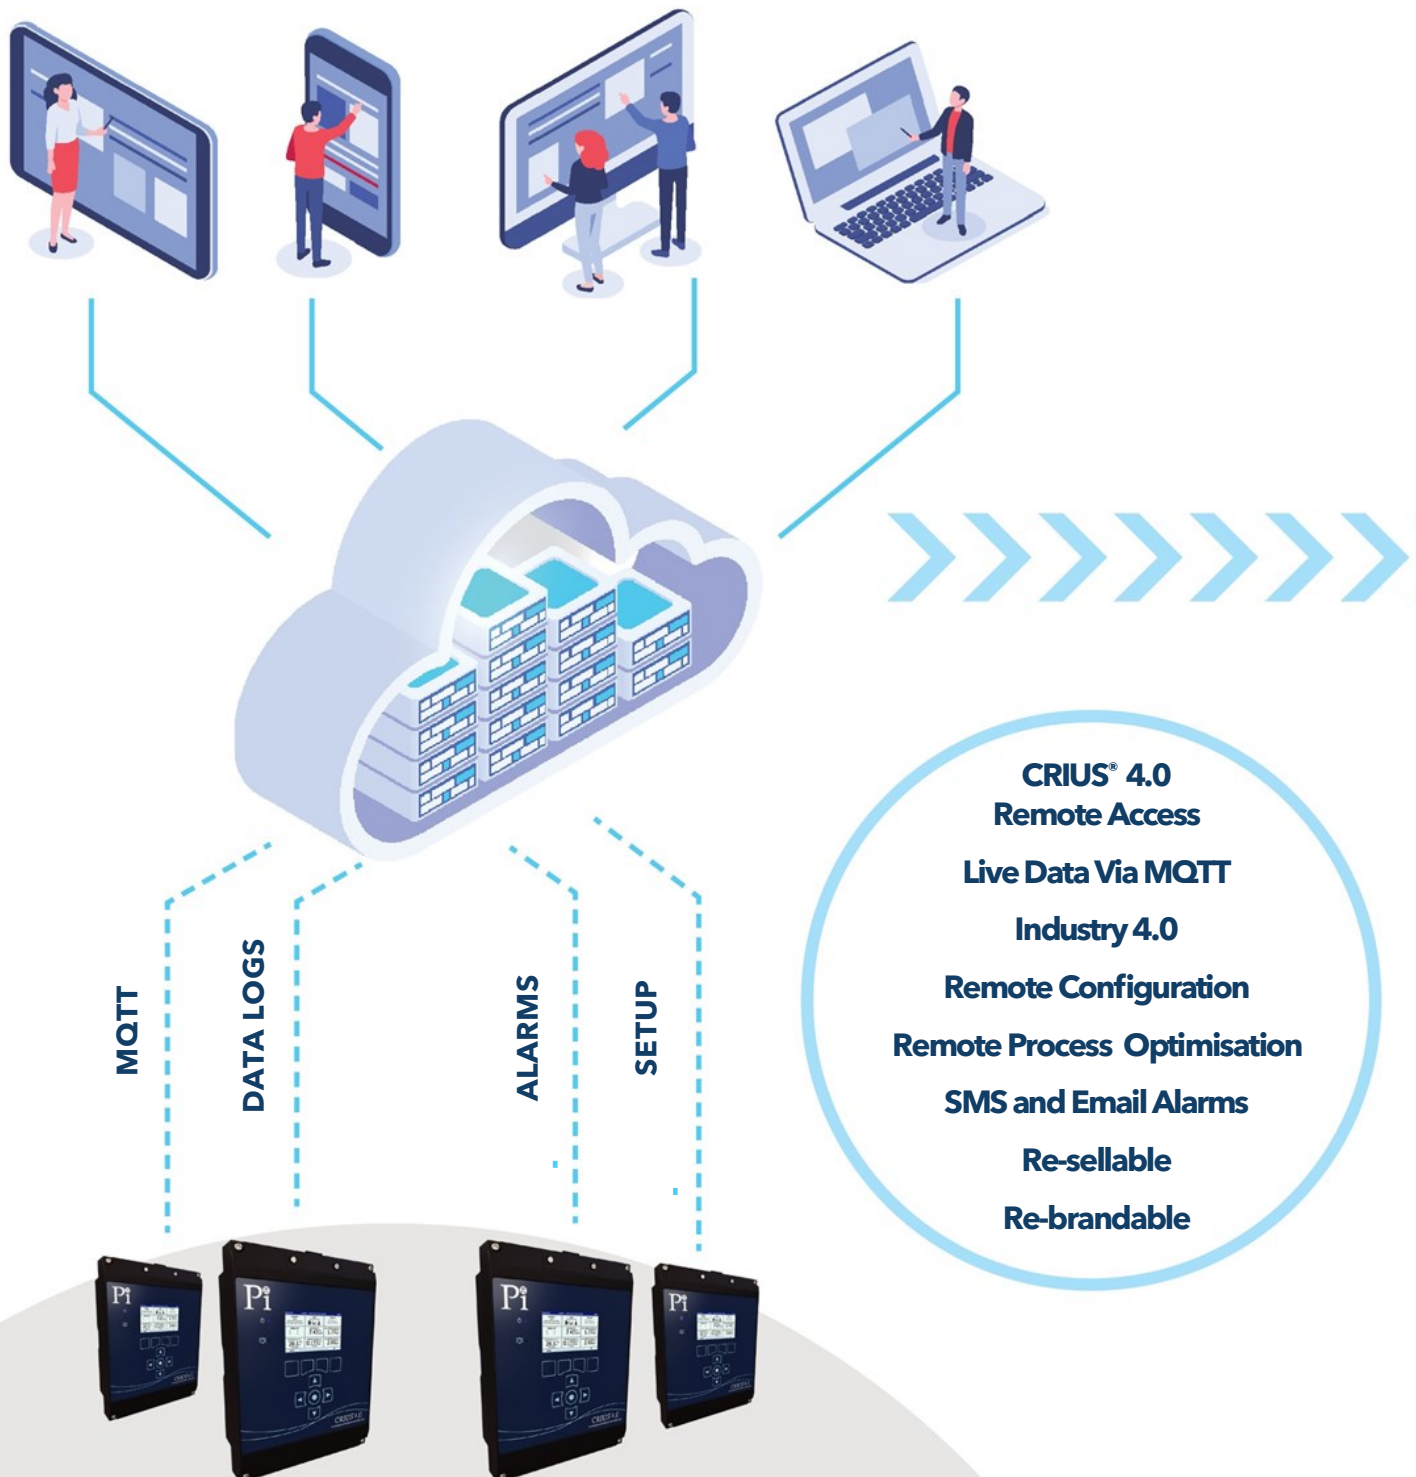 CRIUS® 4.0
Remote Access
Live Data Via MQTT
Industry 4.0
Remote Configuration
Remote Process Optimisation
SMS and Email Alarms
Re-sellable
Re-brandable
MQTT
DATA LOGS
ALARMS
SETUP
Pi
Pi
Pi
Pi